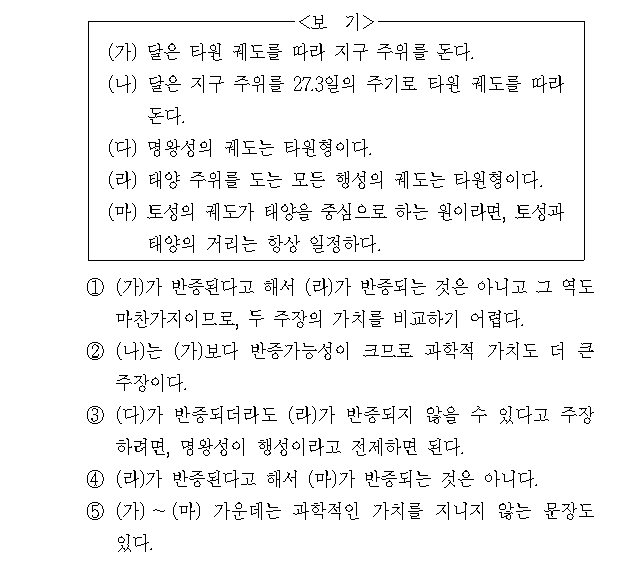 <보 기>
(가) 달은 타원 궤도를 따라 지구 주위를 돈다.
(나) 달은 지구 주위를 27.3일의 주기로 타원 궤도를 따라
돈다.
(다) 명왕성의 궤도는 타원형이다.
(라) 태양 주위를 도는 모든 행성의 궤도는 타원형이다.
(마) 토성의 궤도가 태양을 중심으로 하는 원이라면, 토성과
태양의 거리는 항상 일정하다.
① (가)가 반증된다고 해서 (라)가 반증되는 것은 아니고 그 역도
마찬가지이므로, 두 주장의 가치를 비교하기 어렵다.
② (나)는 (가)보다 반증가능성이 크므로 과학적 가치도 더 큰
주장이다.
③ (다)가 반증되더라도 (라)가 반증되지 않을 수 있다고 주장
하려면, 명왕성이 행성이라고 전제하면 된다.
④ (라)가 반증된다고 해서 (마)가 반증되는 것은 아니다.
⑤ (가) ~ (마) 가운데는 과학적인 가치를 지니지 않는 문장도
있다.